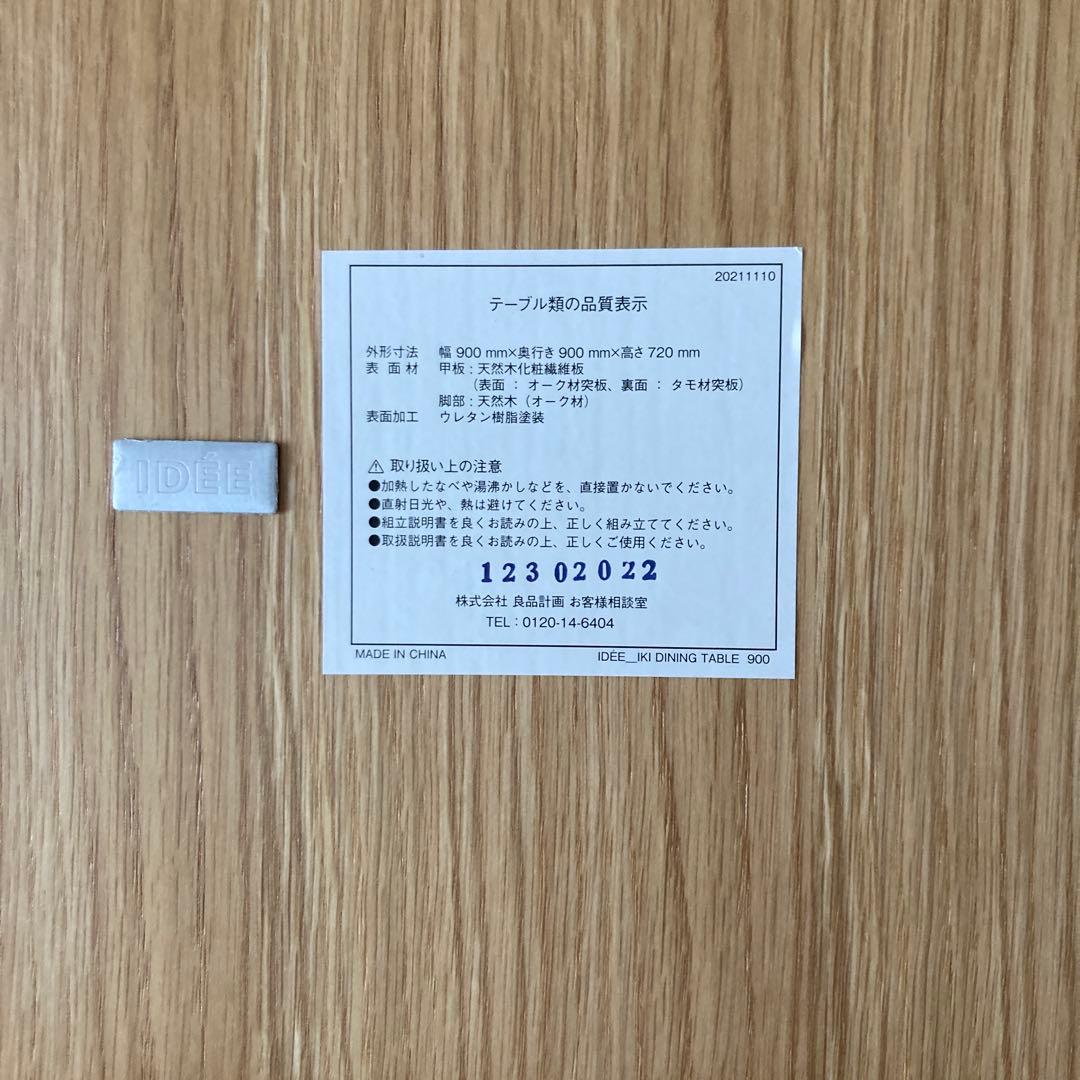 IDÉE
20211110
テーブル類の品質表示
外形寸法 幅 900 mm×奥行き 900 mm×高さ 720 mm
表面材 甲板：天然木化粧繊維板
（表面 ： オーク材突板、裏面 ： タモ材突板）
脚部：天然木（オーク材）
表面加工 ウレタン樹脂塗装
⚠ 取り扱い上の注意
●加熱したなべや湯沸かしなどを、直接置かないでください。
●直射日光や、熱は避けてください。
●組立説明書を良くお読みの上、正しく組み立ててください。
●取扱説明書を良くお読みの上、正しくご使用ください。
12302022
株式会社 良品計画 お客様相談室
TEL：0120-14-6404
MADE IN CHINA
IDÉE__IKI DINING TABLE 900